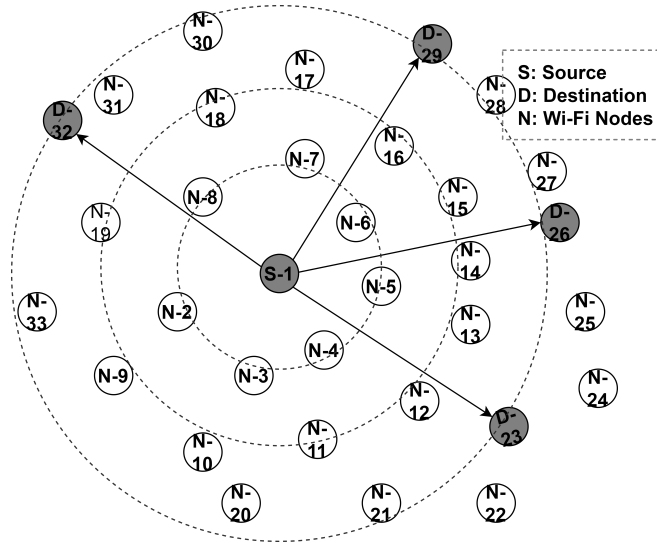 N-
30
D-
29
N-
17
S: Source
D: Destination
N: Wi-Fi Nodes
N-
31
N-
28
N-
18
D-
32
N-
16
N-7
N-
27
N-8
N-
15
N-
19
N-6
D-
26
N-
14
S-1
N-5
N-2
N-
33
N-
25
N-
13
N-4
N-9
N-3
N-
24
N-
12
D-
23
N-
11
N-
10
N-
20
N-
21
N-
22